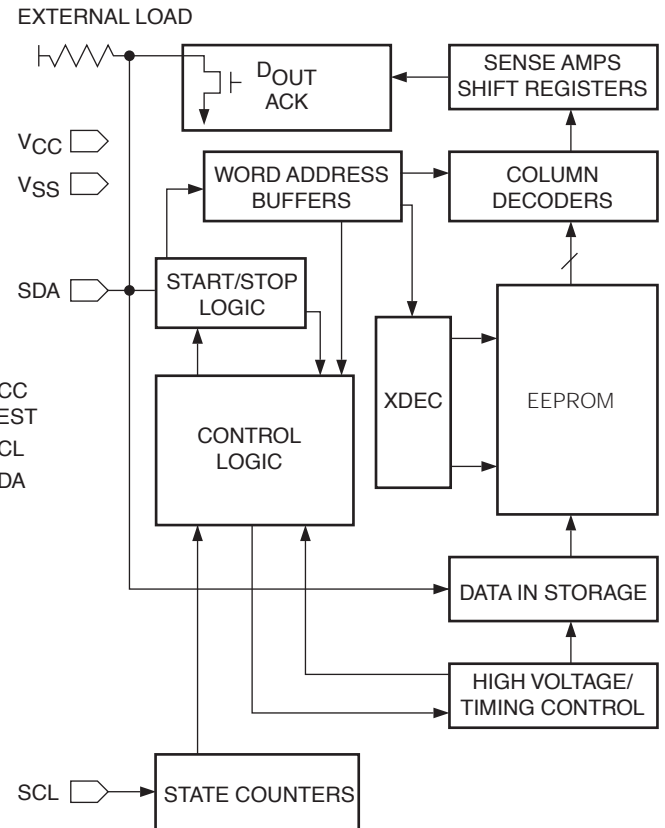 EXTERNAL LOAD
DOUT
ACK
SENSE AMPS
SHIFT REGISTERS
VCC
VSS
WORD ADDRESS
BUFFERS
COLUMN
DECODERS
SDA
START/STOP
LOGIC
XDEC
EEPROM
CC
EST
CL
DA
CONTROL
LOGIC
DATA IN STORAGE
HIGH VOLTAGE/
TIMING CONTROL
SCL
STATE COUNTERS